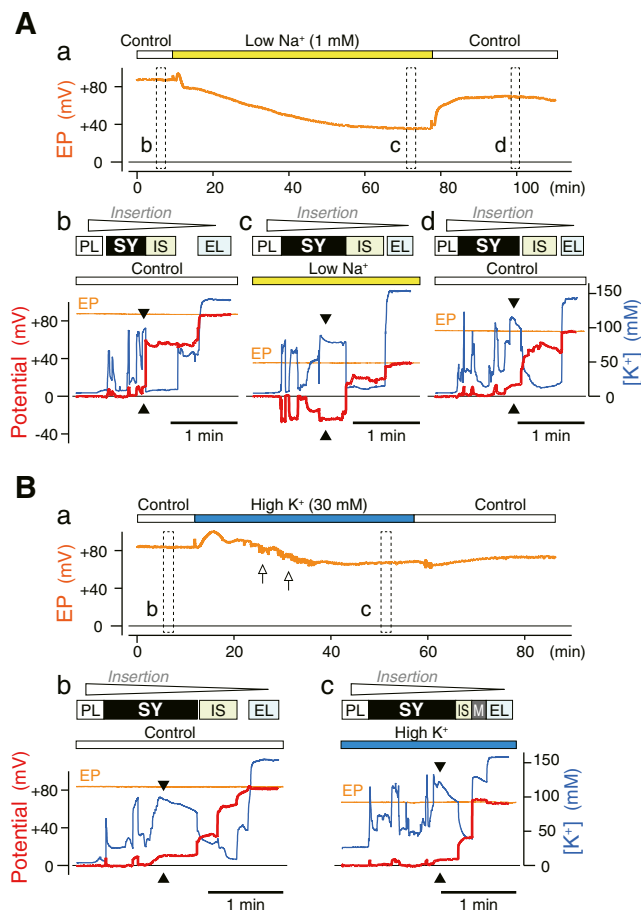 A
a
Control
Low Na⁺ (1 mM)
Control
EP (mV)
+80
+40
0
b
c
d
0
20
40
60
80
100
(min)
b
Insertion
PL
SY
IS
EL
Control
c
Insertion
PL
SY
IS
EL
Low Na⁺
d
Insertion
PL
SY
IS
EL
Control
Potential (mV)
+80
+40
0
-40
EP
EP
EP
150
100
50
0
[K⁺] (mM)
1 min
1 min
1 min
B
a
Control
High K⁺ (30 mM)
Control
EP (mV)
+80
+40
0
b
c
0
20
40
60
80
(min)
b
Insertion
PL
SY
IS
EL
Control
c
Insertion
PL
SY
IS
M
EL
High K⁺
Potential (mV)
+80
+40
0
EP
EP
150
100
50
0
[K⁺] (mM)
1 min
1 min